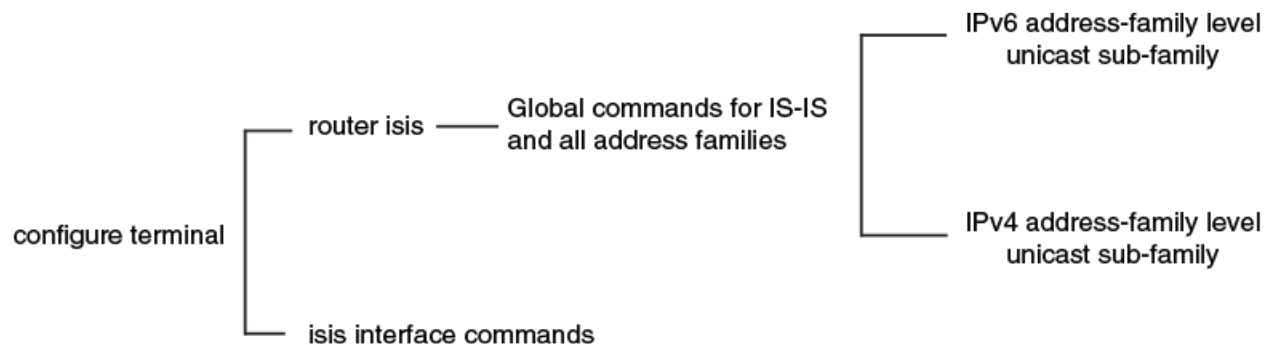 IPv6 address-family level
unicast sub-family
Global commands for IS-IS
router isis
and all address families
IPv4 address-family level
configure terminal
unicast sub-family
isis interface commands